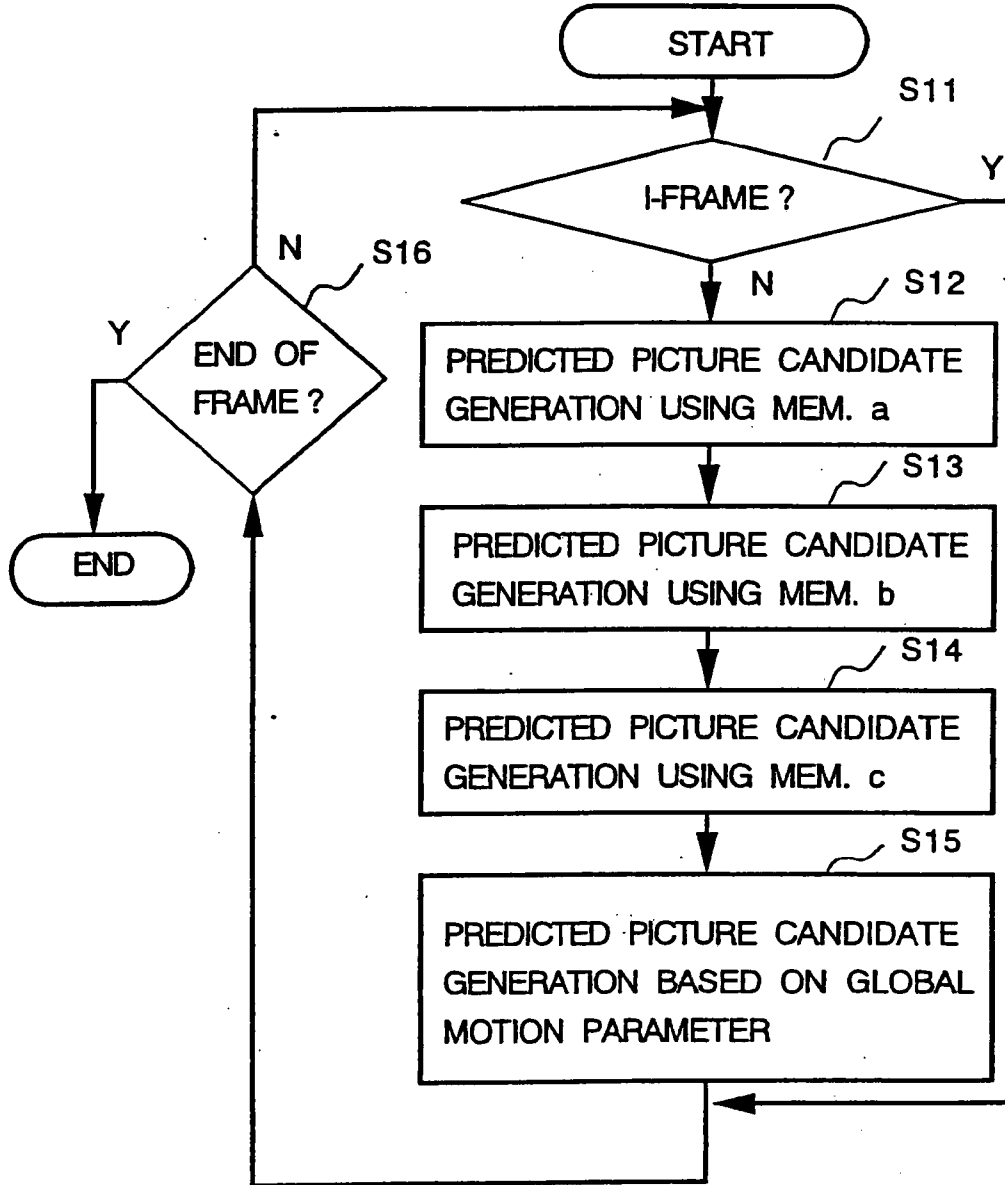 START
S11
I-FRAME ?
Y
N
S12
PREDICTED PICTURE CANDIDATE
GENERATION USING MEM. a
S13
PREDICTED PICTURE CANDIDATE
GENERATION USING MEM. b
S14
PREDICTED PICTURE CANDIDATE
GENERATION USING MEM. c
S15
PREDICTED PICTURE CANDIDATE
GENERATION BASED ON GLOBAL
MOTION PARAMETER
N
S16
Y
END OF
FRAME ?
END